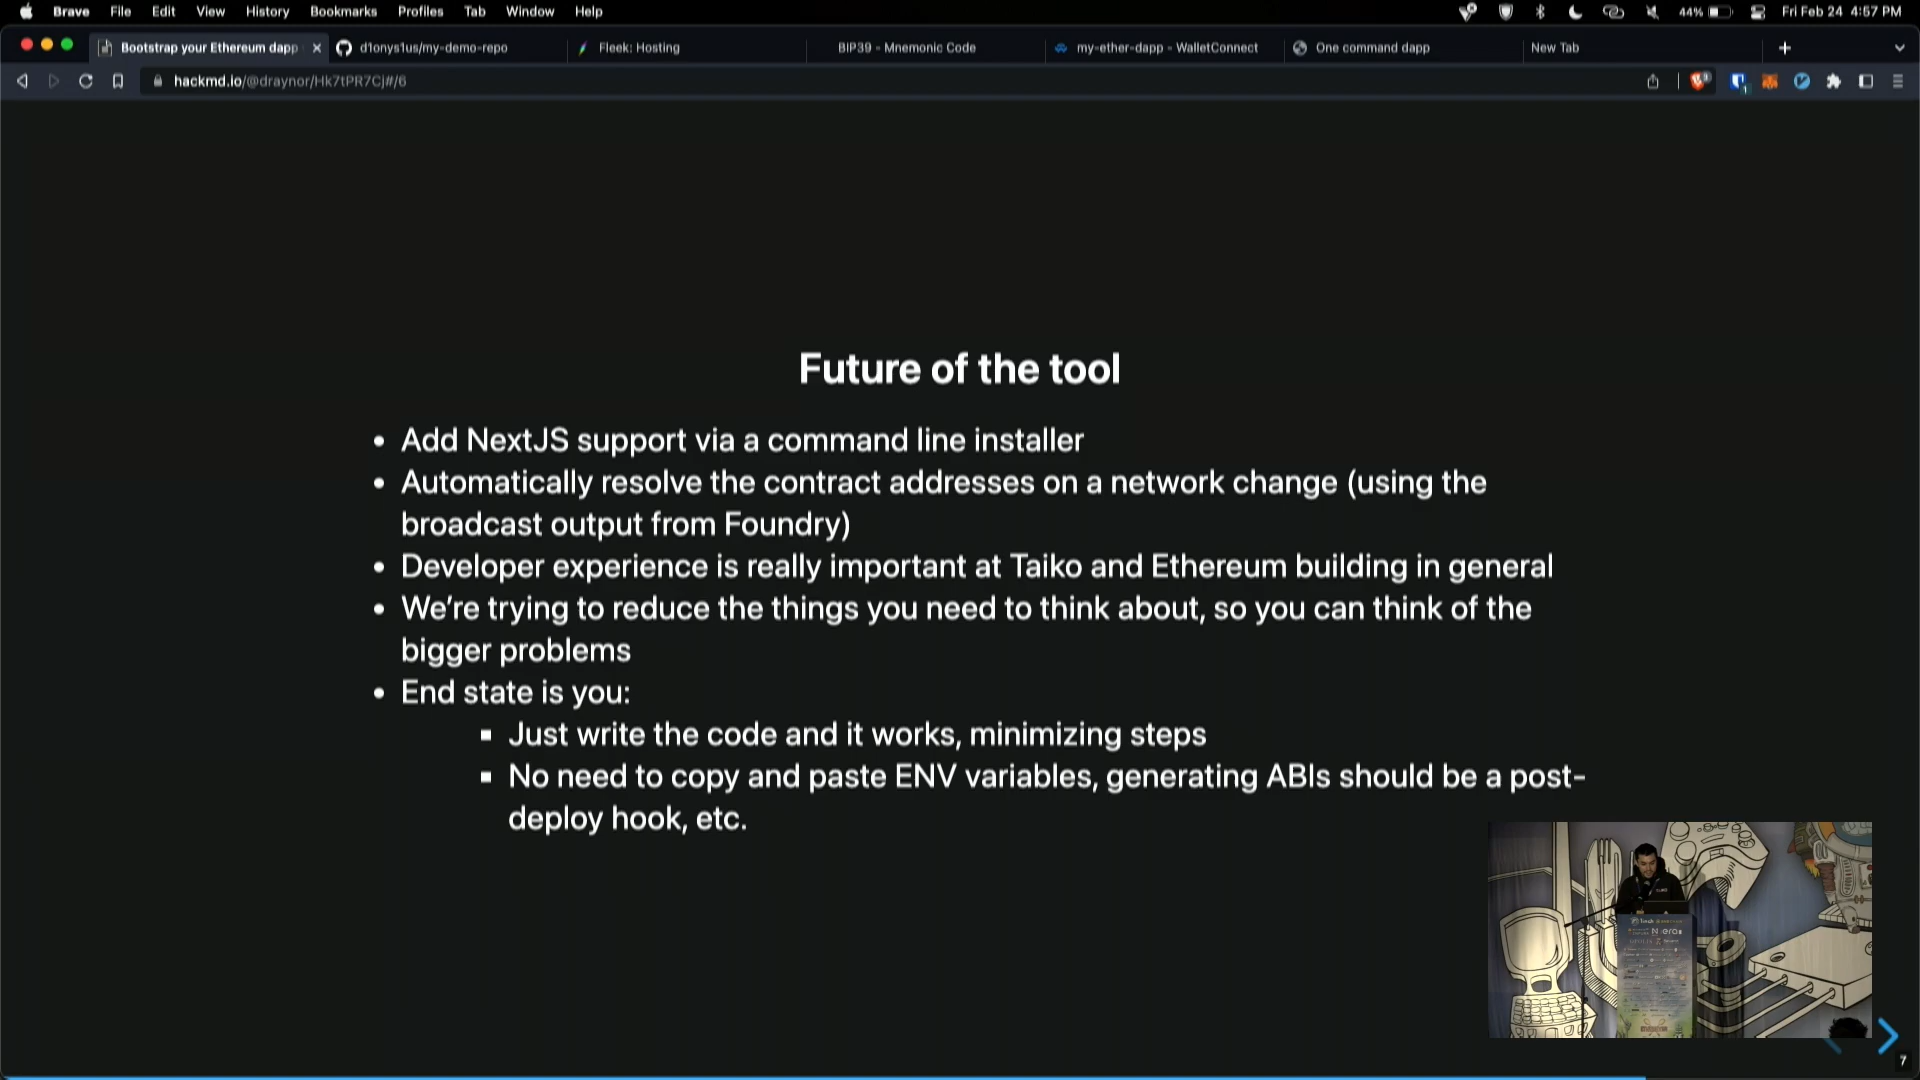 Brave File Edit View History Bookmarks Profiles Tab Window Help 44% Fri Feb 24 4:57 PM
Bootstrap your Ethereum dapp d1onys1us/my-demo-repo Fleek: Hosting BIP39 - Mnemonic Code my-ether-dapp - WalletConnect One command dapp New Tab
hackmd.io/@draynor/Hk7tPR7Cj#/6
Future of the tool
• Add NextJS support via a command line installer
• Automatically resolve the contract addresses on a network change (using the
broadcast output from Foundry)
• Developer experience is really important at Taiko and Ethereum building in general
• We're trying to reduce the things you need to think about, so you can think of the
bigger problems
• End state is you:
▪ Just write the code and it works, minimizing steps
▪ No need to copy and paste ENV variables, generating ABIs should be a post-
deploy hook, etc.
7